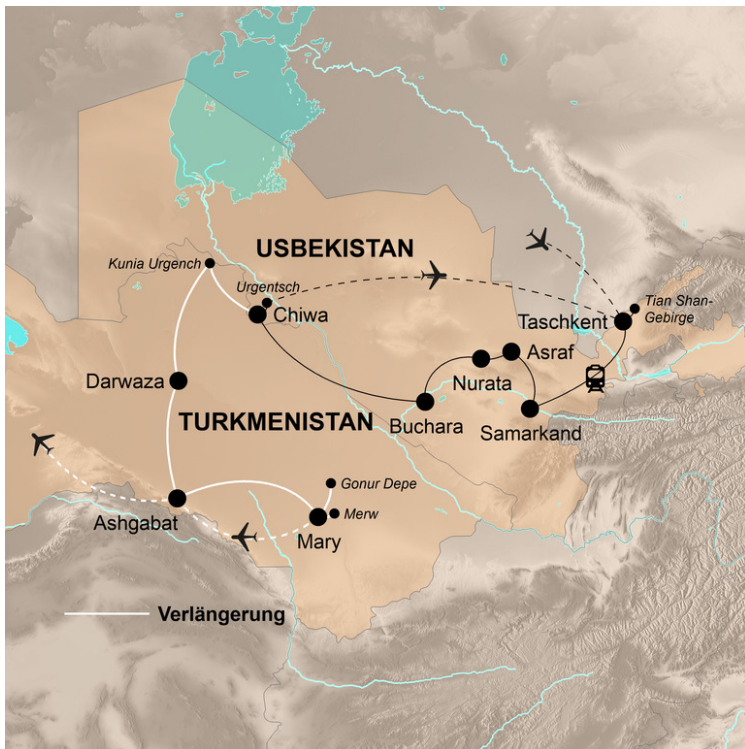 USBEKISTAN
Kunia Urgench
Urgentsch
Chiwa
Tian Shan-
Gebirge
Taschkent
Asraf
Nurata
Darwaza
Buchara
Samarkand
TURKMENISTAN
Gonur Depe
Ashgabat
Merw
Mary
Verlängerung